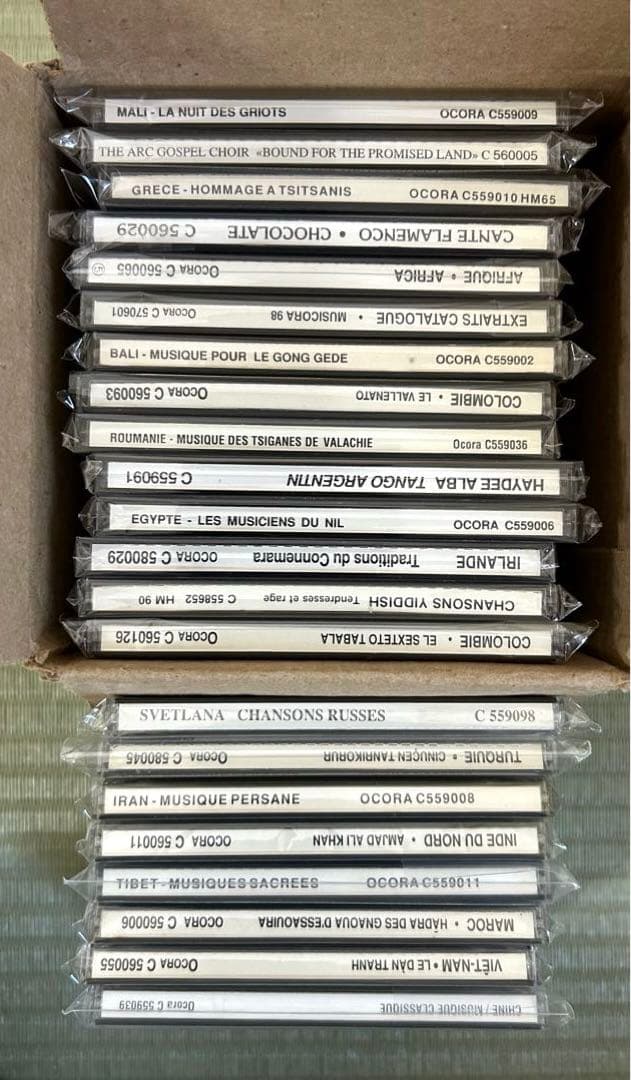 MALI - LA NUIT DES GRIOTS OCORA C559009
THE ARC GOSPEL CHOIR «BOUND FOR THE PROMISED LAND» C 560005
GRECE - HOMMAGE A TSITSANIS OCORA C559010 HM65
CANTE FLAMENCO • CHOCOLATE C 560029
AFRIQUE • AFRICA OCORA C 560065
EXTRAITS CATALOGUE • MUSICORA 98 OCORA C 570601
BALI - MUSIQUE POUR LE GONG GEDE OCORA C559002
COLOMBIE • LE VALLENATO OCORA C 560093
ROUMANIE - MUSIQUE DES TSIGANES DE VALACHIE Ocora C559036
HAYDEE ALBA TANGO ARGENTIN C 559091
EGYPTE - LES MUSICIENS DU NIL OCORA C559006
IRLANDE Traditions du Connemara OCORA C 580029
CHANSONS YIDDISH Tendresses et rage C 558652 HM 90
COLOMBIE • EL SEXTETO TABALA OCORA C 560126
SVETLANA CHANSONS RUSSES C 559098
TURQUIE • CINUÇEN TANRIKORUR OCORA C 580045
IRAN - MUSIQUE PERSANE OCORA C559008
INDE DU NORD • AMJAD ALI KHAN OCORA C 560011
TIBET - MUSIQUES SACREES OCORA C559011
MAROC • HÀDRA DES GNAOUA D'ESSAOUIRA OCORA C 560006
VIÊT-NAM • LE DÀN TRANH OCORA C 560055
CHINE / MUSIQUE CLASSIQUE Ocora C 559039